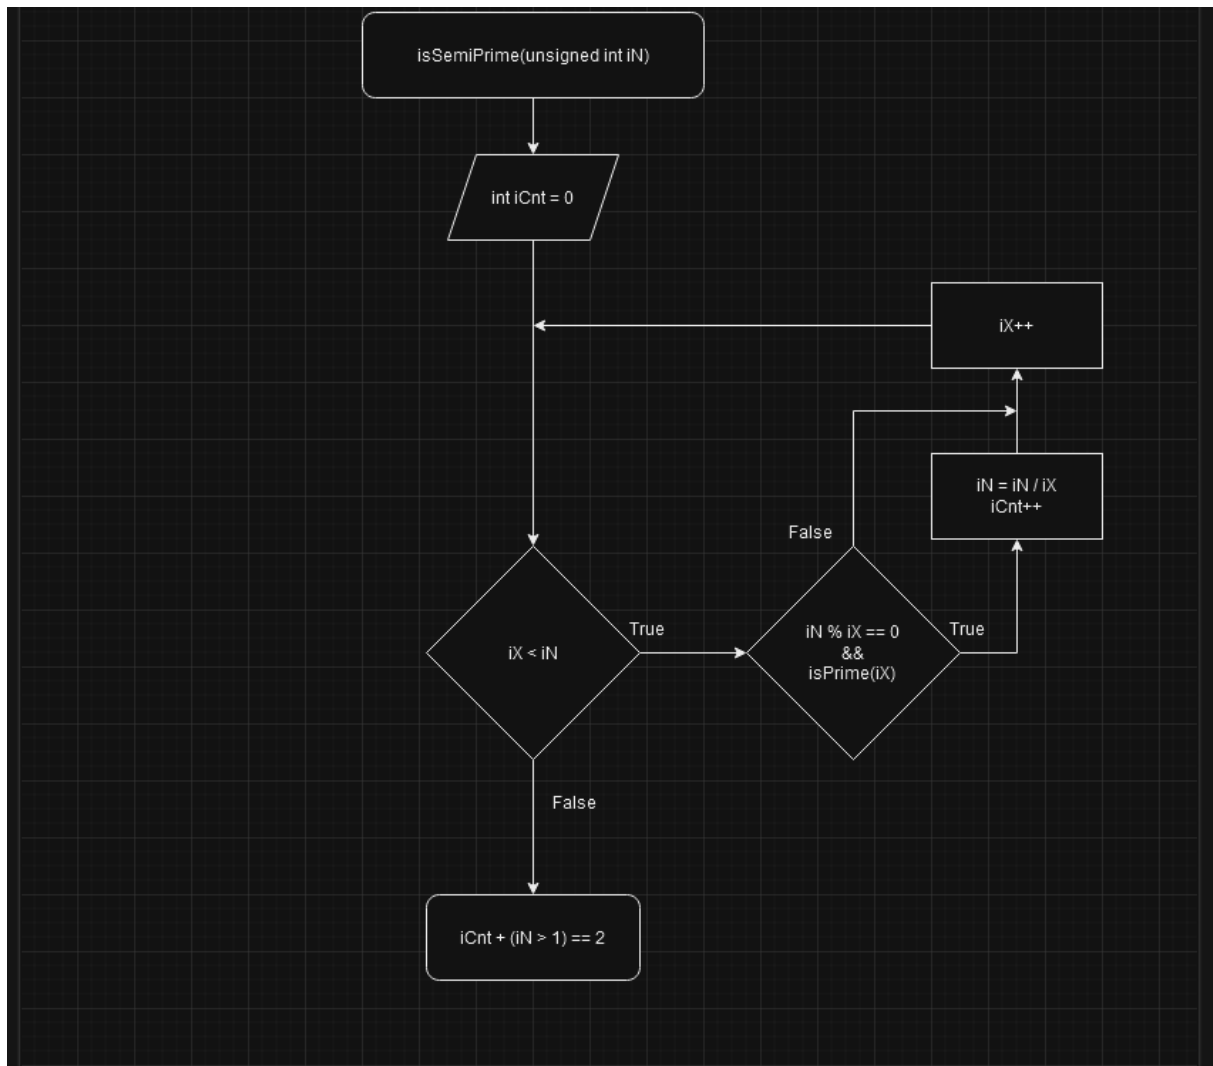 isSemiPrime(unsigned int iN)
int iCnt = 0
iX++
iN = iN / iX
iCnt++
False
iX < iN
True
iN % iX == 0
&&
isPrime(iX)
True
False
iCnt + (iN > 1) == 2